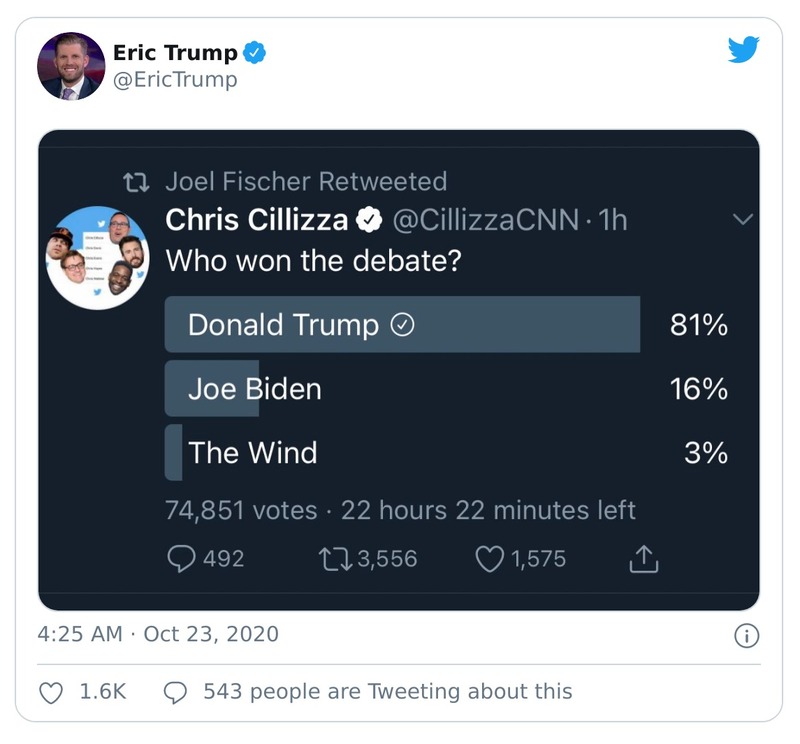 Eric Trump
@EricTrump
Joel Fischer Retweeted
Chris Cillizza @CillizzaCNN · 1h
Who won the debate?
Donald Trump 81%
Joe Biden 16%
The Wind 3%
74,851 votes · 22 hours 22 minutes left
492 3,556 1,575
4:25 AM · Oct 23, 2020
1.6K 543 people are Tweeting about this